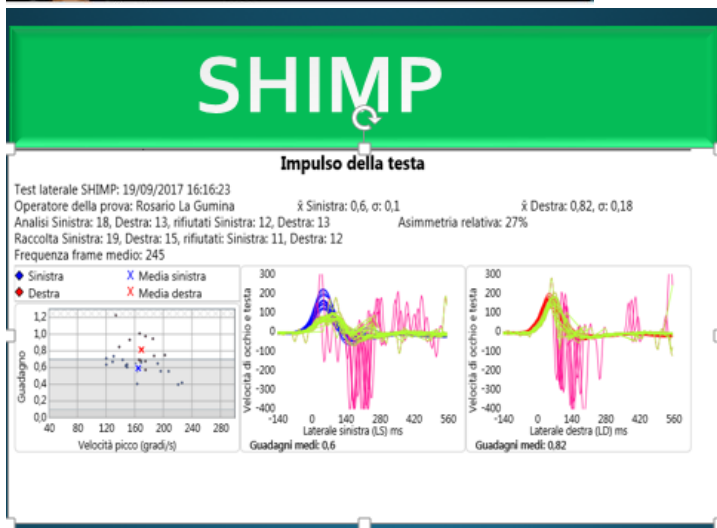 SHIMP
Impulso della testa
Test laterale SHIMP: 19/09/2017 16:16:23
Operatore della prova: Rosario La Gumina x̄ Sinistra: 0,6, σ: 0,1 x̄ Destra: 0,82, σ: 0,18
Analisi Sinistra: 18, Destra: 13, rifiutati Sinistra: 12, Destra: 13 Asimmetria relativa: 27%
Raccolta Sinistra: 19, Destra: 15, rifiutati: Sinistra: 11, Destra: 12
Frequenza frame medio: 245
Sinistra X Media sinistra
Destra X Media destra
Guadagno
1,2
1,0
0,8
0,6
0,4
0,2
0,0
40 80 120 160 200 240 280
Velocità picco (gradi/s)
Velocità di occhio e testa
300
200
100
0
-100
-200
-300
-400
-140 0 140 280 420 560
Laterale sinistra (LS) ms
Guadagni medi: 0,6
Velocità di occhio e testa
300
200
100
0
-100
-200
-300
-400
-140 0 140 280 420 560
Laterale destra (LD) ms
Guadagni medi: 0,82